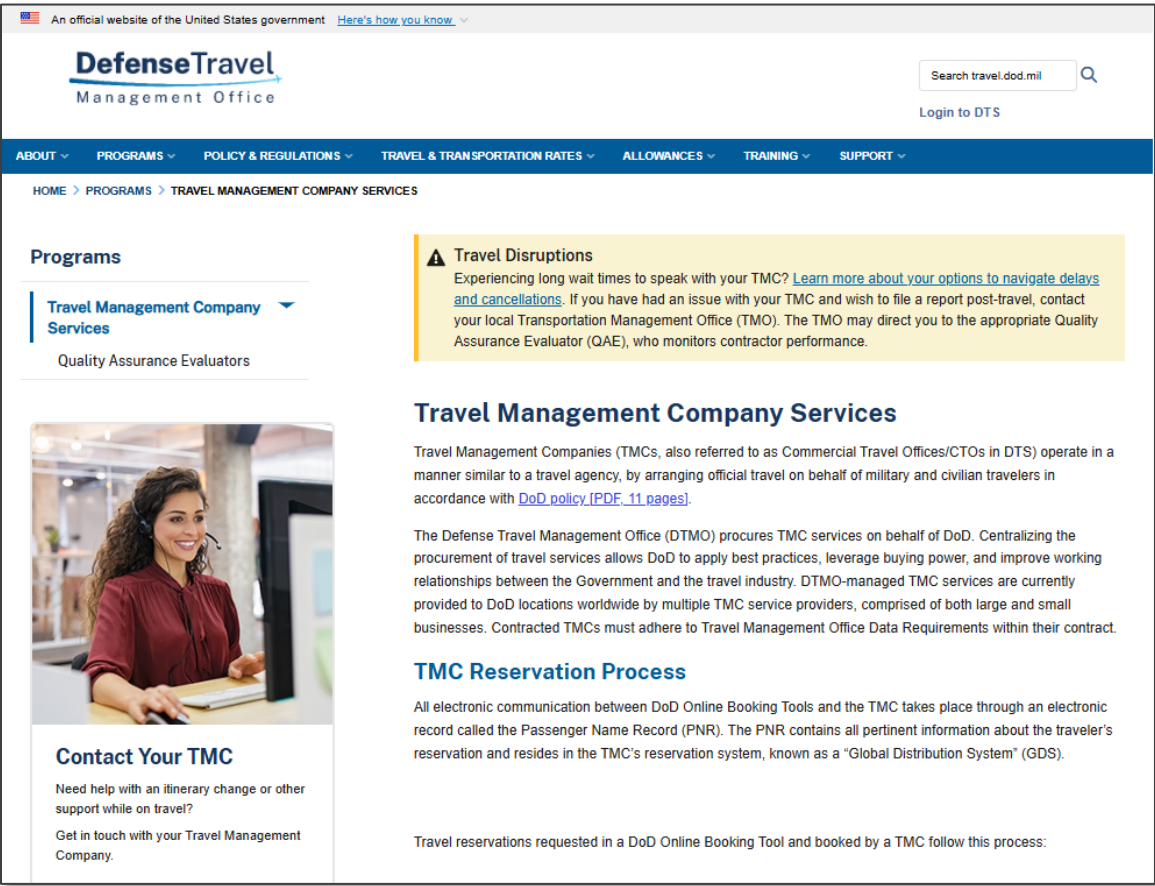 An official website of the United States government Here's how you know
DefenseTravel
Management Office
Search travel.dod.mil
Login to DTS
ABOUT PROGRAMS POLICY & REGULATIONS TRAVEL & TRANSPORTATION RATES ALLOWANCES TRAINING SUPPORT
HOME > PROGRAMS > TRAVEL MANAGEMENT COMPANY SERVICES
Programs
Travel Management Company
Services
Quality Assurance Evaluators
Travel Disruptions
Experiencing long wait times to speak with your TMC? Learn more about your options to navigate delays
and cancellations. If you have had an issue with your TMC and wish to file a report post-travel, contact
your local Transportation Management Office (TMO). The TMO may direct you to the appropriate Quality
Assurance Evaluator (QAE), who monitors contractor performance.
Travel Management Company Services
Travel Management Companies (TMCs, also referred to as Commercial Travel Offices/CTOs in DTS) operate in a
manner similar to a travel agency, by arranging official travel on behalf of military and civilian travelers in
accordance with DoD policy [PDF, 11 pages].
The Defense Travel Management Office (DTMO) procures TMC services on behalf of DoD. Centralizing the
procurement of travel services allows DoD to apply best practices, leverage buying power, and improve working
relationships between the Government and the travel industry. DTMO-managed TMC services are currently
provided to DoD locations worldwide by multiple TMC service providers, comprised of both large and small
businesses. Contracted TMCs must adhere to Travel Management Office Data Requirements within their contract.
TMC Reservation Process
All electronic communication between DoD Online Booking Tools and the TMC takes place through an electronic
record called the Passenger Name Record (PNR). The PNR contains all pertinent information about the traveler's
reservation and resides in the TMC's reservation system, known as a “Global Distribution System” (GDS).
Travel reservations requested in a DoD Online Booking Tool and booked by a TMC follow this process:
Contact Your TMC
Need help with an itinerary change or other
support while on travel?
Get in touch with your Travel Management
Company.